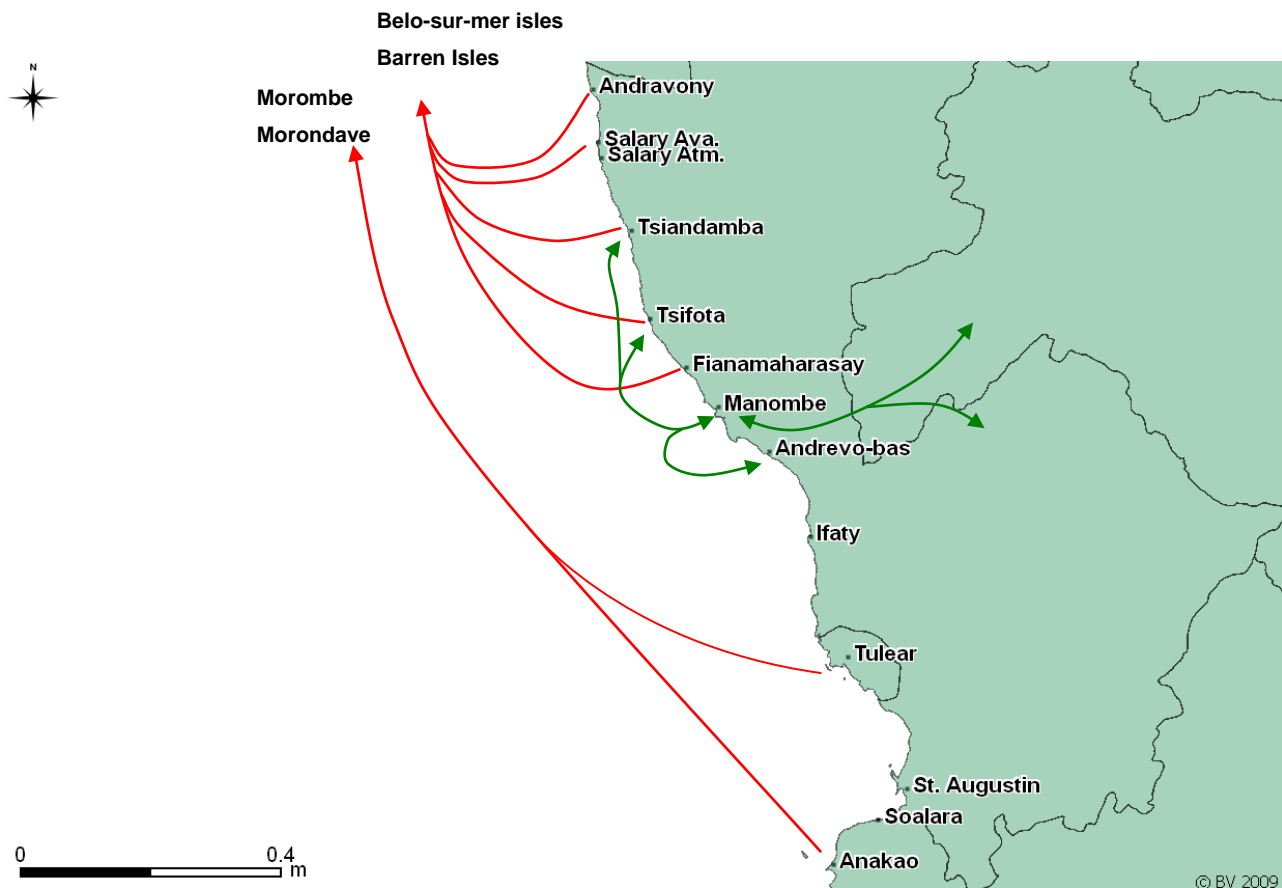 Belo-sur-mer isles
Barren Isles
N
Morombe
Morondave
Andravony
Salary Ava.
Salary Atm.
Tsiandamba
Tsifota
Fianamaharasay
Manombe
Andrevo-bas
Ifaty
Tulear
St. Augustin
Soalara
Anakao
0 0.4
m
© BV 2009